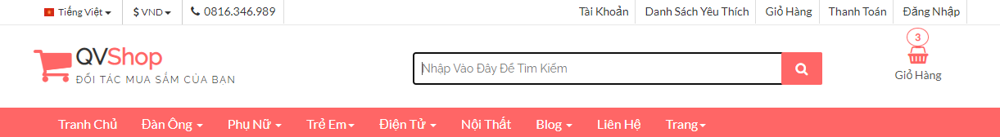 Tiếng Việt $ VND 0816.346.989 Tài Khoản Danh Sách Yêu Thích Giỏ Hàng Thanh Toán Đăng Nhập
3
QVShop
Nhập Vào Đây Để Tìm Kiếm
Giỏ Hàng
ĐỐI TÁC MUA SẮM CỦA BẠN
Tranh Chủ Đàn Ông Phụ Nữ Trẻ Em Điện Tử Nội Thất Blog Liên Hệ Trang